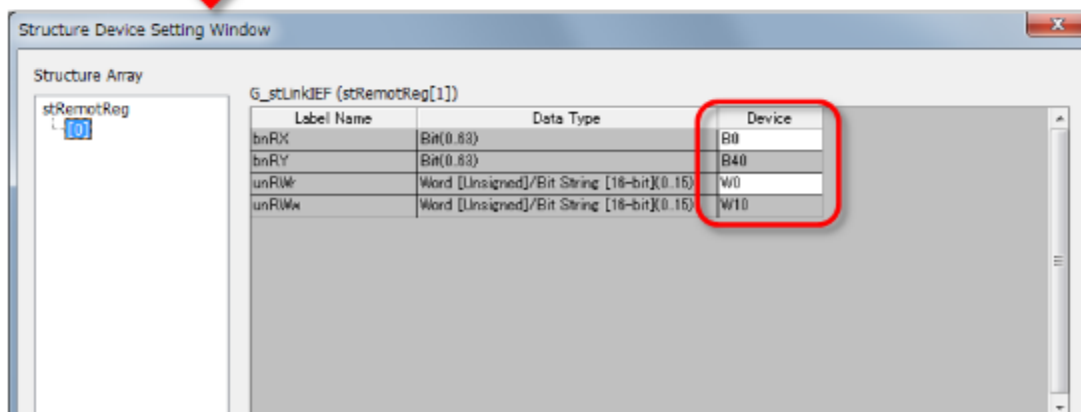 Structure Device Setting Window
Structure Array
stRemotReg
[0]
G_stLinkIEF (stRemotReg[1])
Label Name Data Type Device
bnRX Bit(0..63) B0
bnRY Bit(0..63) B40
unRWr Word [Unsigned]/Bit String [16-bit](0..15) W0
unRWw Word [Unsigned]/Bit String [16-bit](0..15) W10